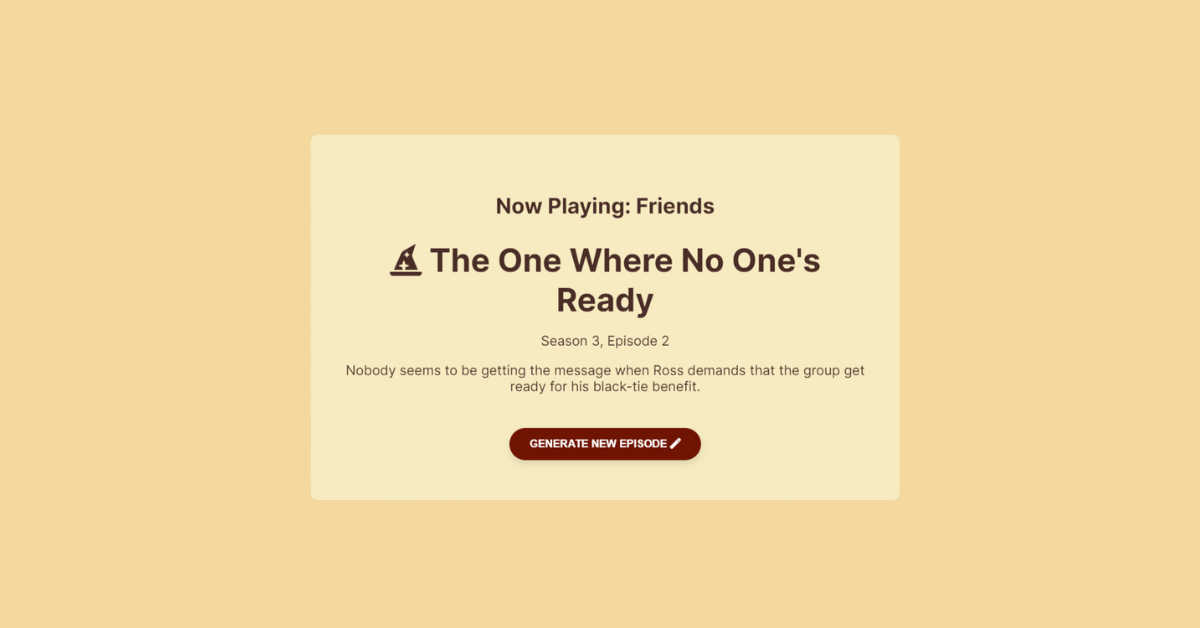 Now Playing: Friends
The One Where No One's
Ready
Season 3, Episode 2
Nobody seems to be getting the message when Ross demands that the group get
ready for his black-tie benefit.
GENERATE NEW EPISODE